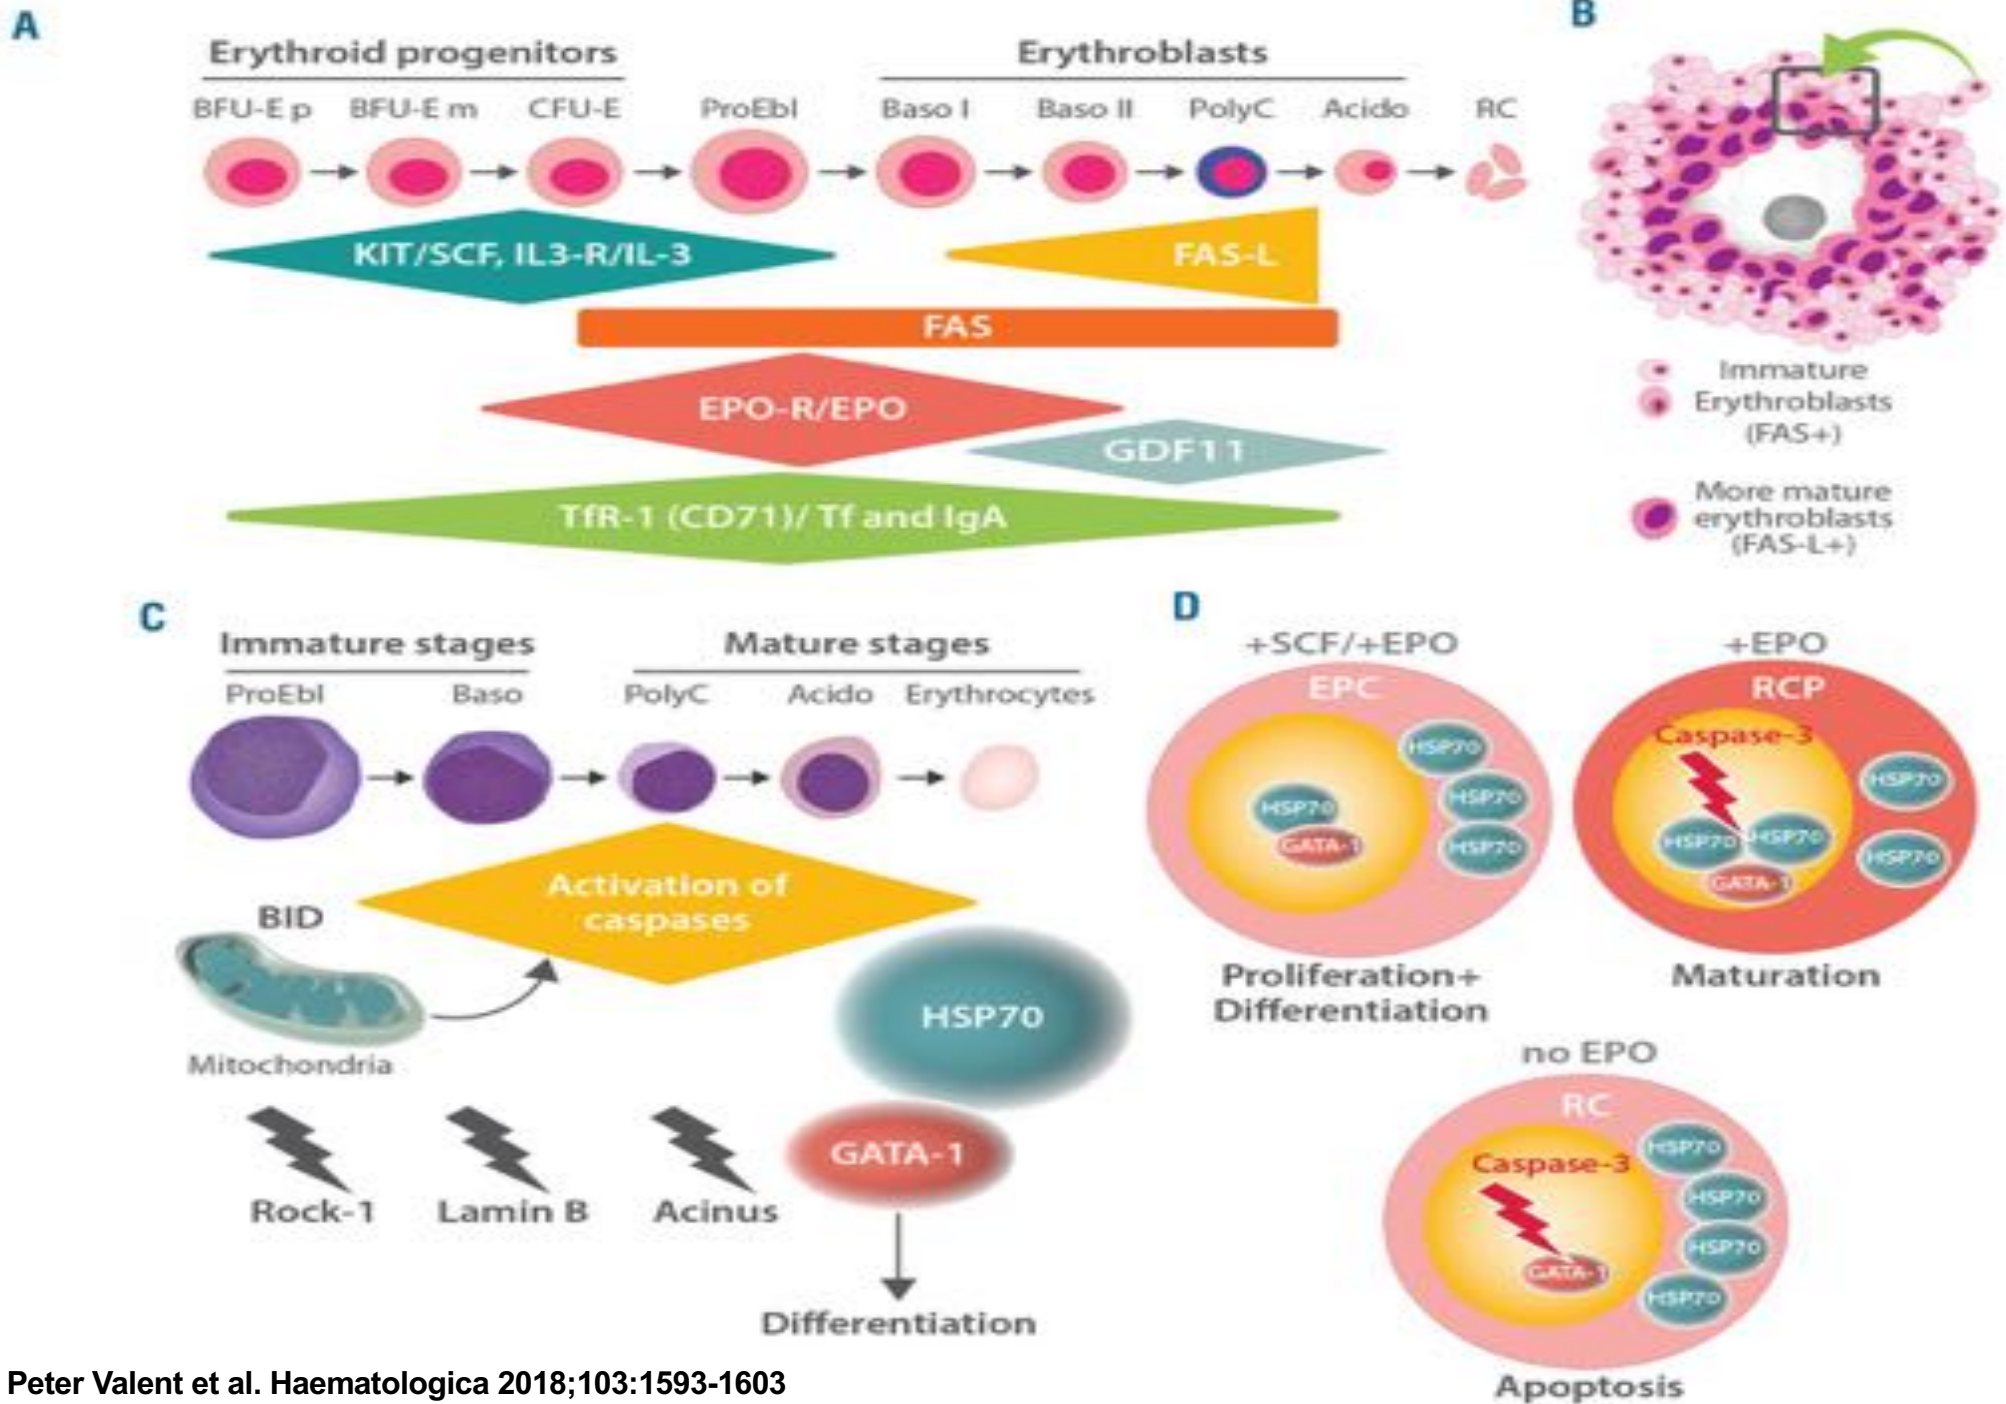 A
Erythroid progenitors
Erythroblasts
BFU-E p
BFU-E m
CFU-E
ProEbl
Baso I
Baso II
PolyC
Acido
RC
KIT/SCF, IL3-R/IL-3
FAS-L
FAS
EPO-R/EPO
GDF11
TfR-1 (CD71)/ Tf and IgA
B
Immature
Erythroblasts
(FAS+)
More mature
erythroblasts
(FAS-L+)
C
Immature stages
Mature stages
ProEbl
Baso
PolyC
Acido
Erythrocytes
Activation of
caspases
BID
Mitochondria
HSP70
GATA-1
Rock-1
Lamin B
Acinus
Differentiation
D
+SCF/+EPO
EPC
HSP70
HSP70
HSP70
HSP70
GATA-1
Proliferation+
Differentiation
+EPO
RCP
Caspase-3
HSP70
HSP70
HSP70
HSP70
GATA-1
Maturation
no EPO
RC
Caspase-3
HSP70
HSP70
HSP70
HSP70
GATA-1
Apoptosis
Peter Valent et al. Haematologica 2018;103:1593-1603